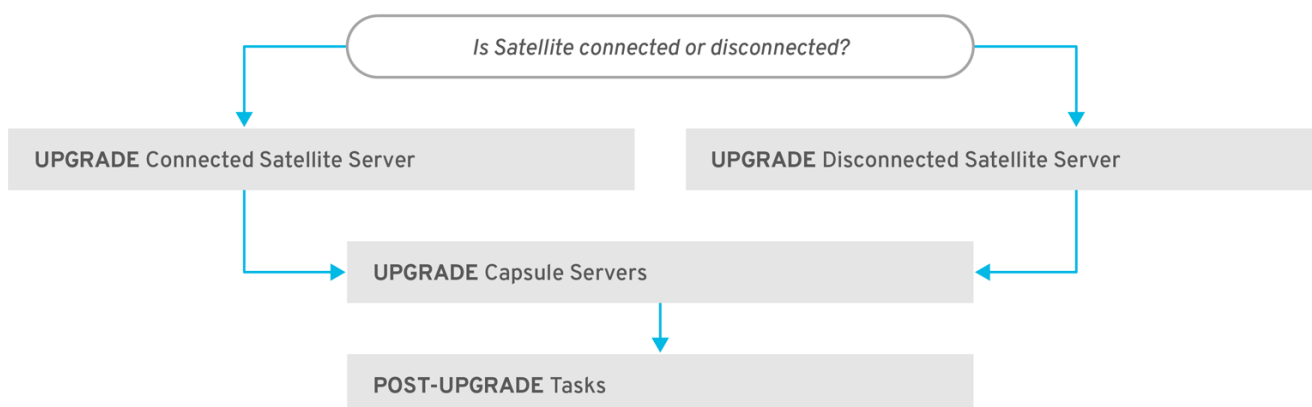 Is Satellite connected or disconnected?
UPGRADE Connected Satellite Server
UPGRADE Disconnected Satellite Server
UPGRADE Capsule Servers
POST-UPGRADE Tasks